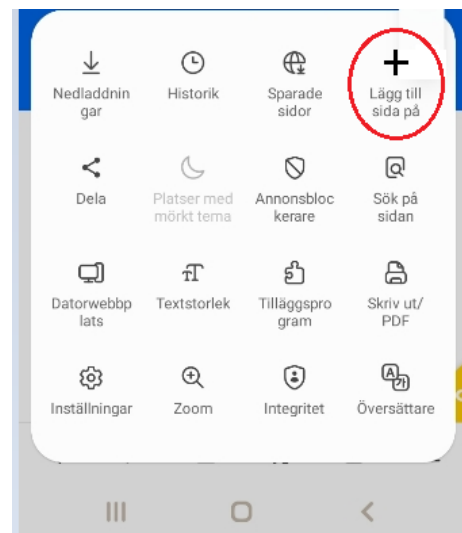 Nedladdnin
gar
Historik
Sparade
sidor
Lägg till
sida på
Dela
Platser med
mörkt tema
Annonsbloc
kerare
Sök på
sidan
Datorwebbp
lats
Textstorlek
Tilläggspro
gram
Skriv ut/
PDF
Inställningar
Zoom
Integritet
Översättare